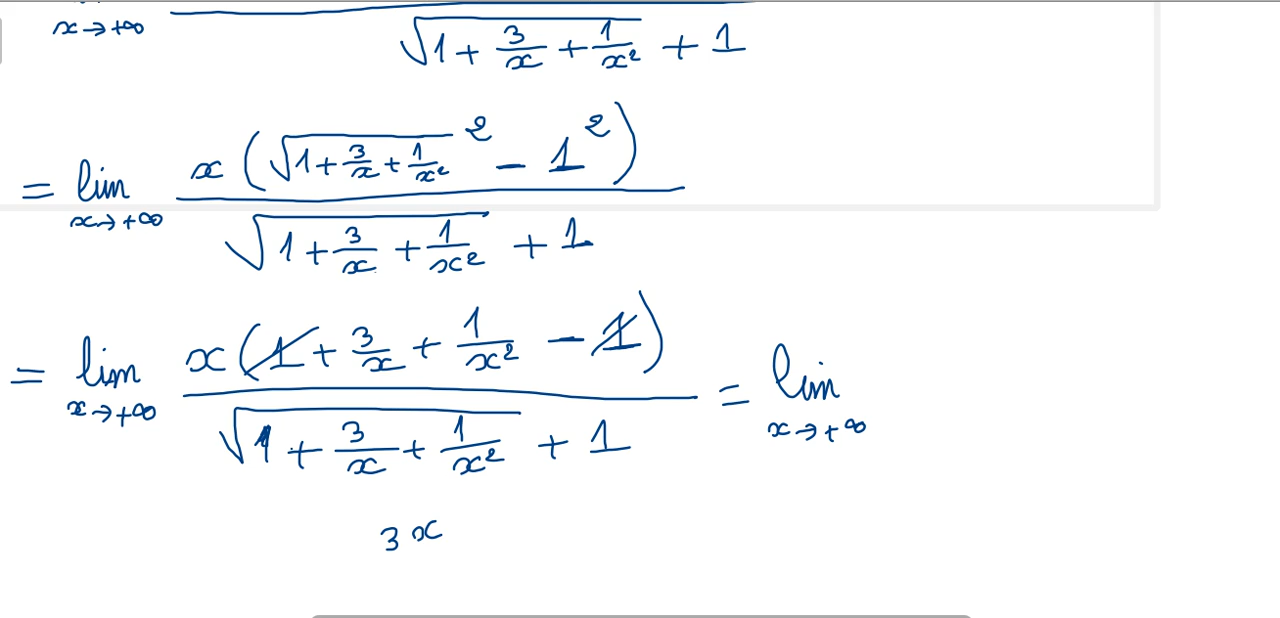 x→+∞ √(1 + 3/x + 1/x²) + 1
= lim x→+∞ x(√(1 + 3/x + 1/x²)² − 1²) / (√(1 + 3/x + 1/x²) + 1)
= lim x→+∞ x(1 + 3/x + 1/x² − 1) / (√(1 + 3/x + 1/x²) + 1) = lim x→+∞
3x